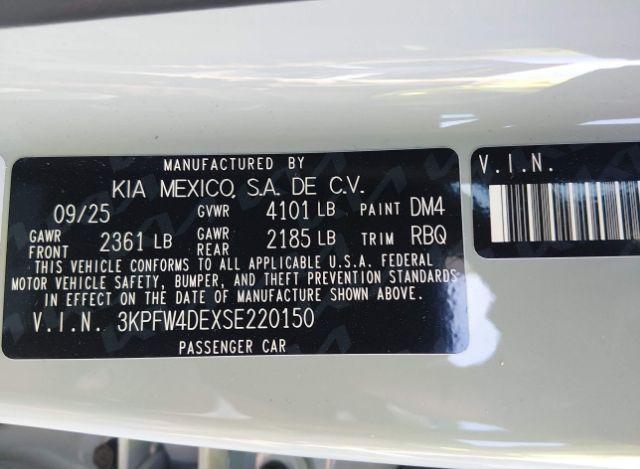 MANUFACTURED BY
KIA MEXICO, S.A. DE C.V.
09/25 GVWR 4101 LB PAINT DM4
GAWR FRONT 2361 LB GAWR REAR 2185 LB TRIM RBQ
THIS VEHICLE CONFORMS TO ALL APPLICABLE U.S.A. FEDERAL
MOTOR VEHICLE SAFETY, BUMPER, AND THEFT PREVENTION STANDARDS
IN EFFECT ON THE DATE OF MANUFACTURE SHOWN ABOVE.
V.I.N. 3KPFW4DEXSE220150
PASSENGER CAR
V.I.N.